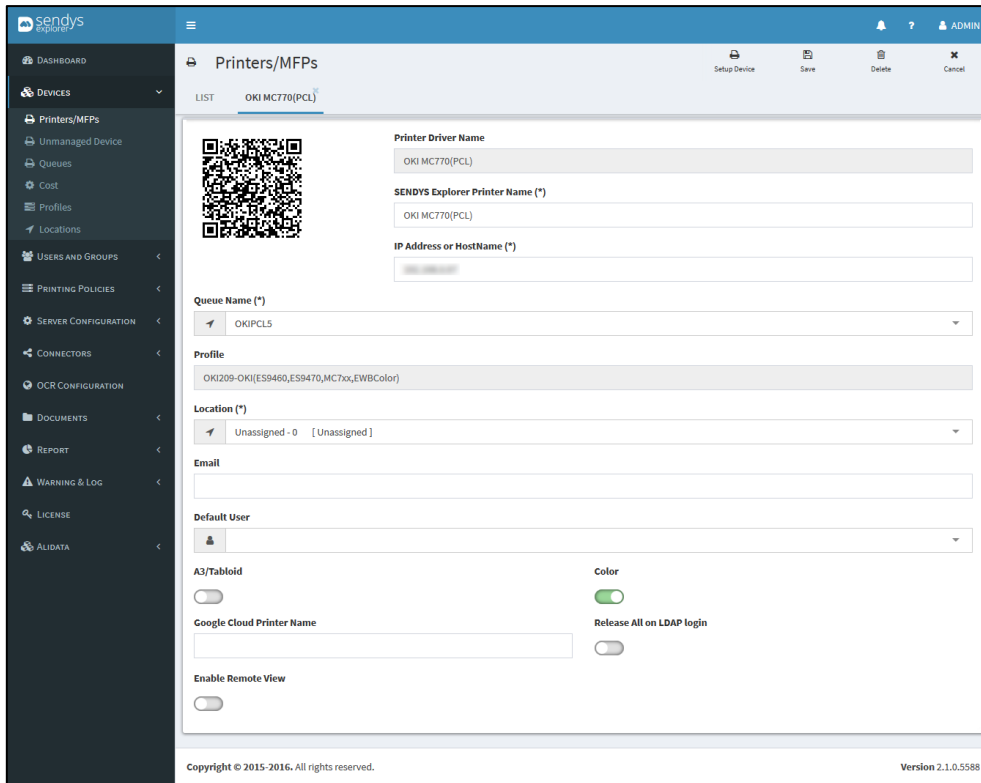 sendys
explorer
? ADMIN
DASHBOARD
DEVICES
Printers/MFPs
Unmanaged Device
Queues
Cost
Profiles
Locations
USERS AND GROUPS
PRINTING POLICIES
SERVER CONFIGURATION
CONNECTORS
OCR CONFIGURATION
DOCUMENTS
REPORT
WARNING & LOG
LICENSE
ALIDATA
Printers/MFPs
Setup Device
Save
Delete
Cancel
LIST
OKI MC770(PCL)
Printer Driver Name
OKI MC770(PCL)
SENDYS Explorer Printer Name (*)
OKI MC770(PCL)
IP Address or HostName (*)
Queue Name (*)
OKIPCL5
Profile
OKI209-OKI(ES9460,ES9470,MC7xx,EWBColor)
Location (*)
Unassigned - 0 [ Unassigned ]
Email
Default User
A3/Tabloid
Color
Google Cloud Printer Name
Release All on LDAP login
Enable Remote View
Copyright © 2015-2016. All rights reserved.
Version 2.1.0.5588